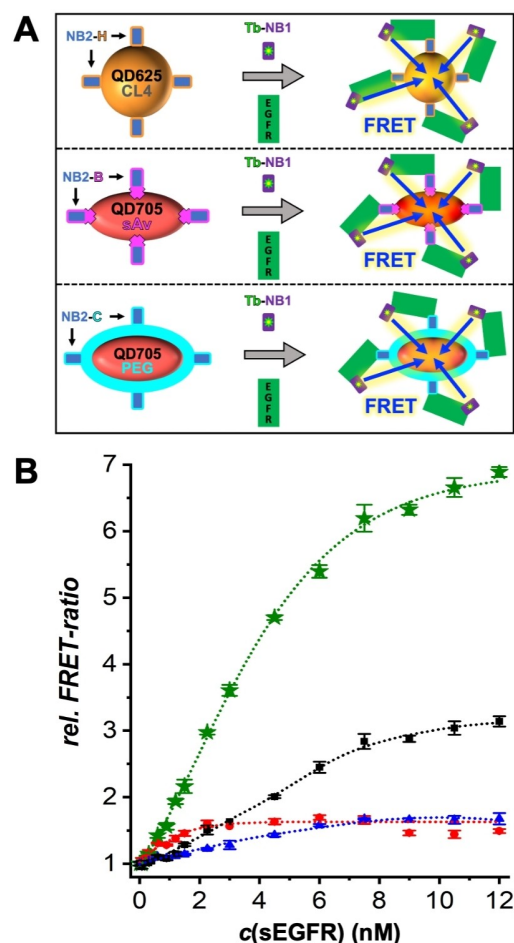 A
NB2-H
QD625
CL4
Tb-NB1
EGFR
FRET
NB2-B
QD705
sAv
Tb-NB1
EGFR
FRET
NB2-C
QD705
PEG
Tb-NB1
EGFR
FRET
B
rel. FRET-ratio
7
6
5
4
3
2
1
0 2 4 6 8 10 12
c(sEGFR) (nM)